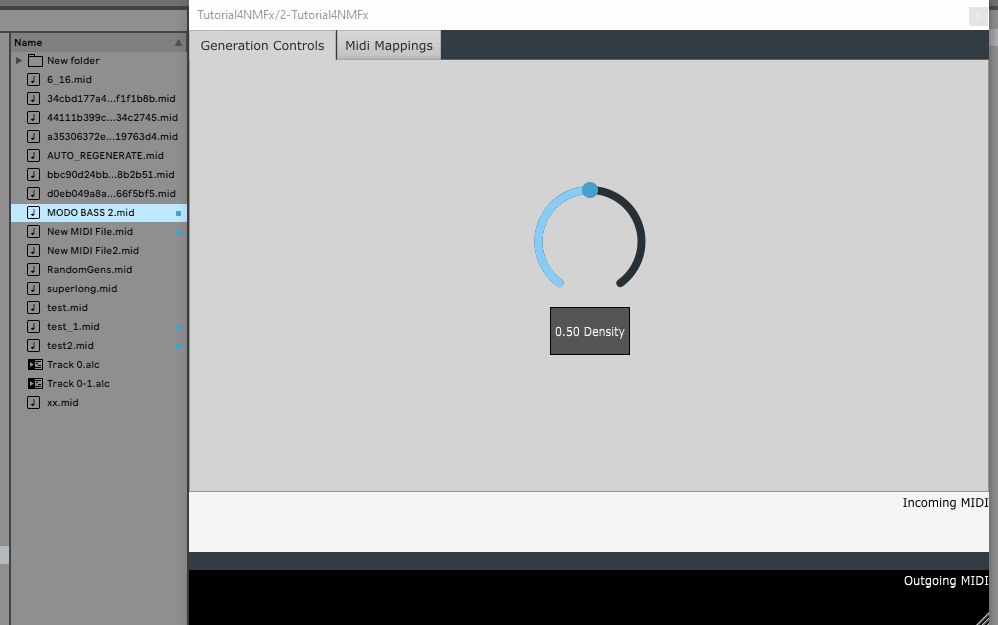 Name
New folder
6_16.mid
34cbd177a4...f1f1b8b.mid
44111b399c...34c2745.mid
a35306372e...19763d4.mid
AUTO_REGENERATE.mid
bbc90d24bb...8b2b51.mid
d0eb049a8a...66f5bf5.mid
MODO BASS 2.mid
New MIDI File.mid
New MIDI File2.mid
RandomGens.mid
superlong.mid
test.mid
test_1.mid
test2.mid
Track 0.alc
Track 0-1.alc
xx.mid
Tutorial4NMFx/2-Tutorial4NMFx
Generation Controls
Midi Mappings
0.50 Density
Incoming MIDI
Outgoing MIDI